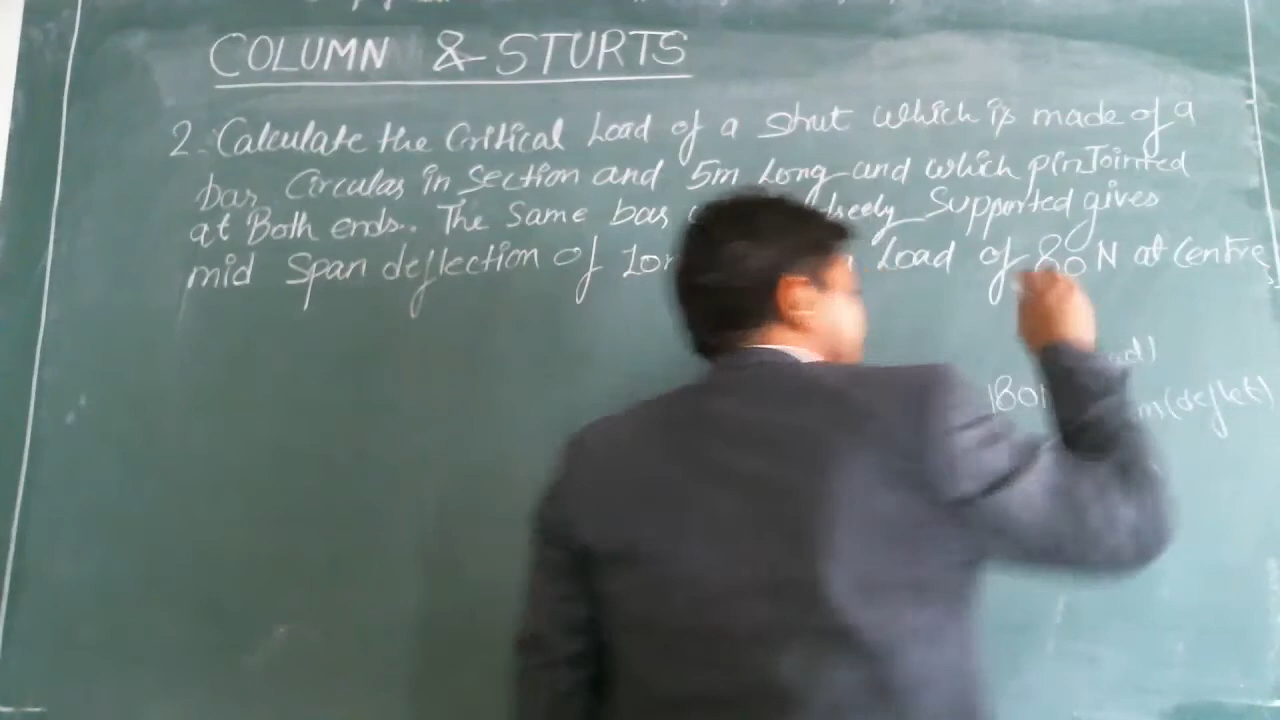 COLUMN & STURTS
2. Calculate the Critical Load of a strut which is made of a
bar Circular in section and 5m Long and which pin Jointed
at Both ends. The Same bar Supported gives
mid Span deflection of Load of 80 N at Centre
(deflet)